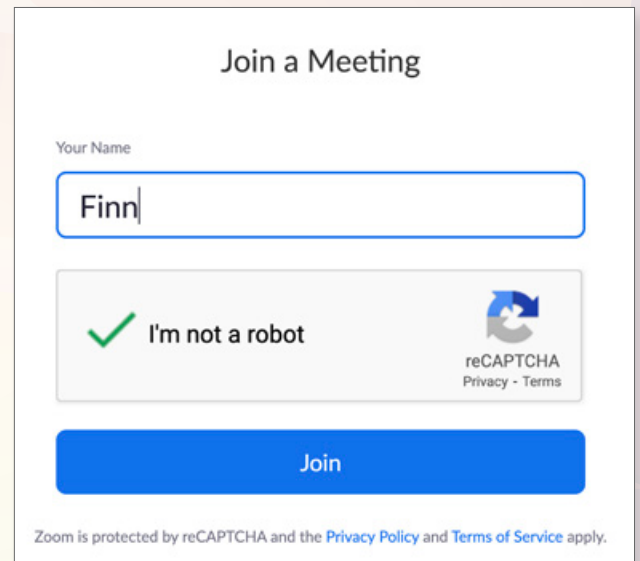 Join a Meeting
Your Name
Finn
I'm not a robot
reCAPTCHA
Privacy - Terms
Join
Zoom is protected by reCAPTCHA and the Privacy Policy and Terms of Service apply.